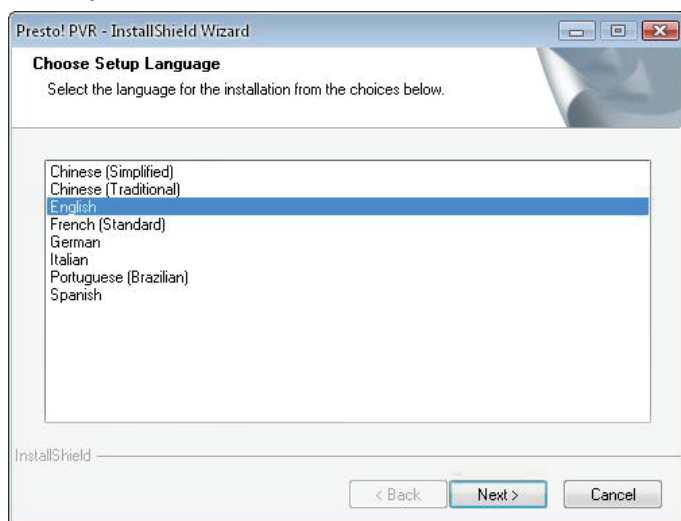 Presto! PVR - InstallShield Wizard
Choose Setup Language
Select the language for the installation from the choices below.
Chinese (Simplified)
Chinese (Traditional)
English
French (Standard)
German
Italian
Portuguese (Brazilian)
Spanish
InstallShield
< Back Next > Cancel